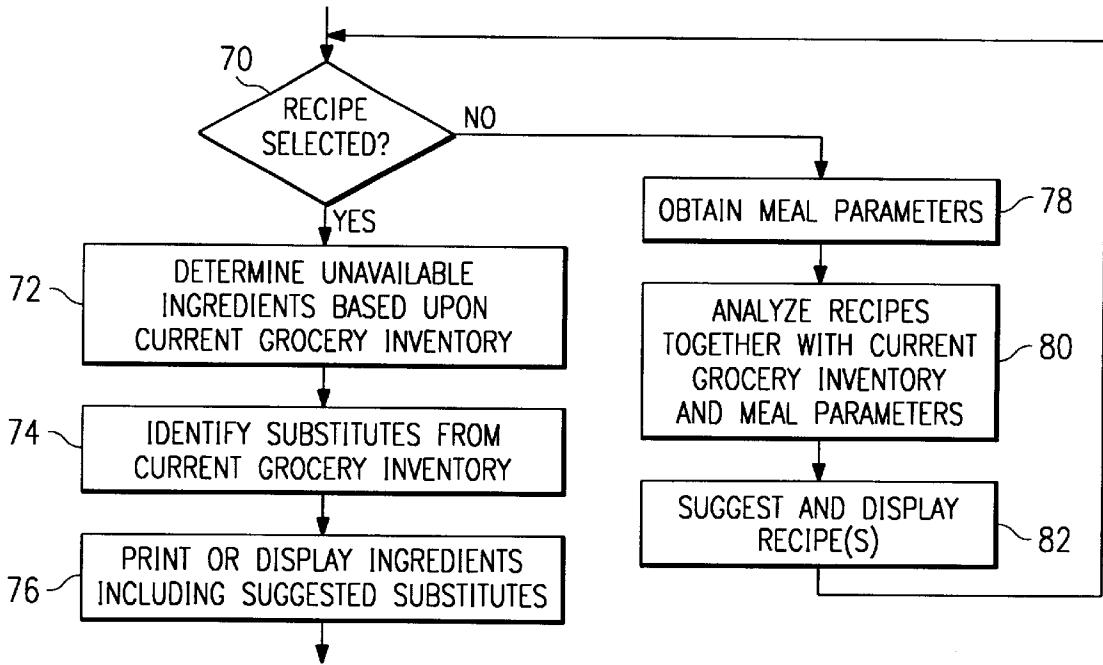 70
RECIPE
SELECTED?
NO
YES
72
DETERMINE UNAVAILABLE
INGREDIENTS BASED UPON
CURRENT GROCERY INVENTORY
74
IDENTIFY SUBSTITUTES FROM
CURRENT GROCERY INVENTORY
76
PRINT OR DISPLAY INGREDIENTS
INCLUDING SUGGESTED SUBSTITUTES
OBTAIN MEAL PARAMETERS
78
ANALYZE RECIPES
TOGETHER WITH CURRENT
GROCERY INVENTORY
AND MEAL PARAMETERS
80
SUGGEST AND DISPLAY
RECIPE(S)
82